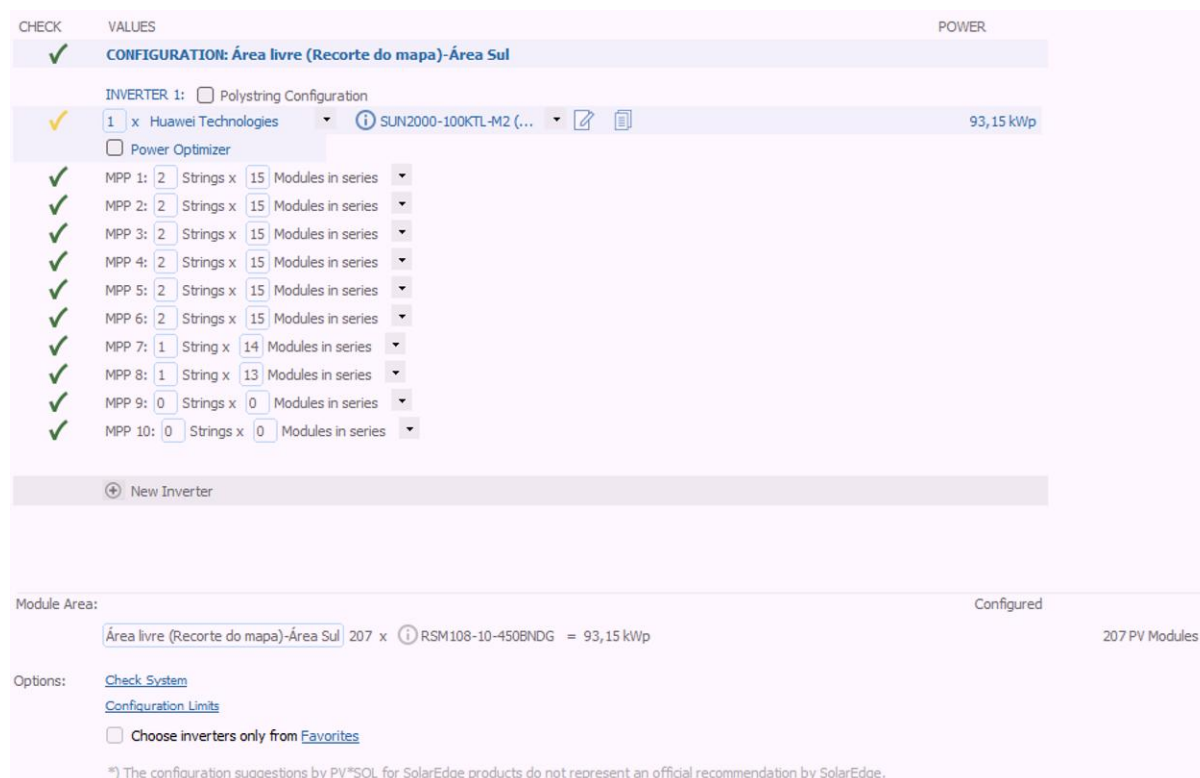 CHECK VALUES POWER
CONFIGURATION: Área livre (Recorte do mapa)-Área Sul
INVERTER 1: Polystring Configuration
1 x Huawei Technologies SUN2000-100KTL-M2 (... 93,15 kWp
Power Optimizer
MPP 1: 2 Strings x 15 Modules in series
MPP 2: 2 Strings x 15 Modules in series
MPP 3: 2 Strings x 15 Modules in series
MPP 4: 2 Strings x 15 Modules in series
MPP 5: 2 Strings x 15 Modules in series
MPP 6: 2 Strings x 15 Modules in series
MPP 7: 1 String x 14 Modules in series
MPP 8: 1 String x 13 Modules in series
MPP 9: 0 Strings x 0 Modules in series
MPP 10: 0 Strings x 0 Modules in series
New Inverter
Module Area: Configured
Área livre (Recorte do mapa)-Área Sul 207 x RSM108-10-450BNDG = 93,15 kWp 207 PV Modules
Options: Check System
Configuration Limits
Choose inverters only from Favorites
*) The configuration suggestions by PV*SOL for SolarEdge products do not represent an official recommendation by SolarEdge.